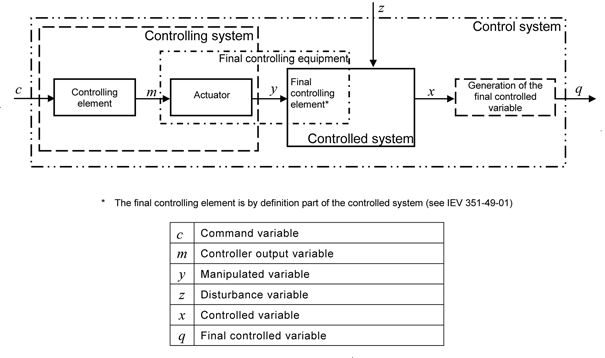 z
Control system
Controlling system
Final controlling equipment
c
Controlling
element
m
Actuator
y
Final
controlling
element*
Controlled system
x
Generation of the
final controlled
variable
q
* The final controlling element is by definition part of the controlled system (see IEV 351-49-01)
c Command variable
m Controller output variable
y Manipulated variable
z Disturbance variable
x Controlled variable
q Final controlled variable